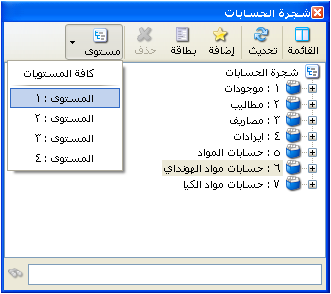 شجرة الحسابات
القائمة
تحديث
إضافة
بطاقة
حذف
مستوى
كافة المستويات
المستوى : ١
المستوى : ٢
المستوى : ٣
المستوى : ٤
شجرة الحسابات
١ : موجودات
٢ : مطاليب
٣ : مصاريف
٤ : ايرادات
٥ : حسابات المواد
٦ : حسابات مواد الهونداي
٧ : حسابات مواد الكيا